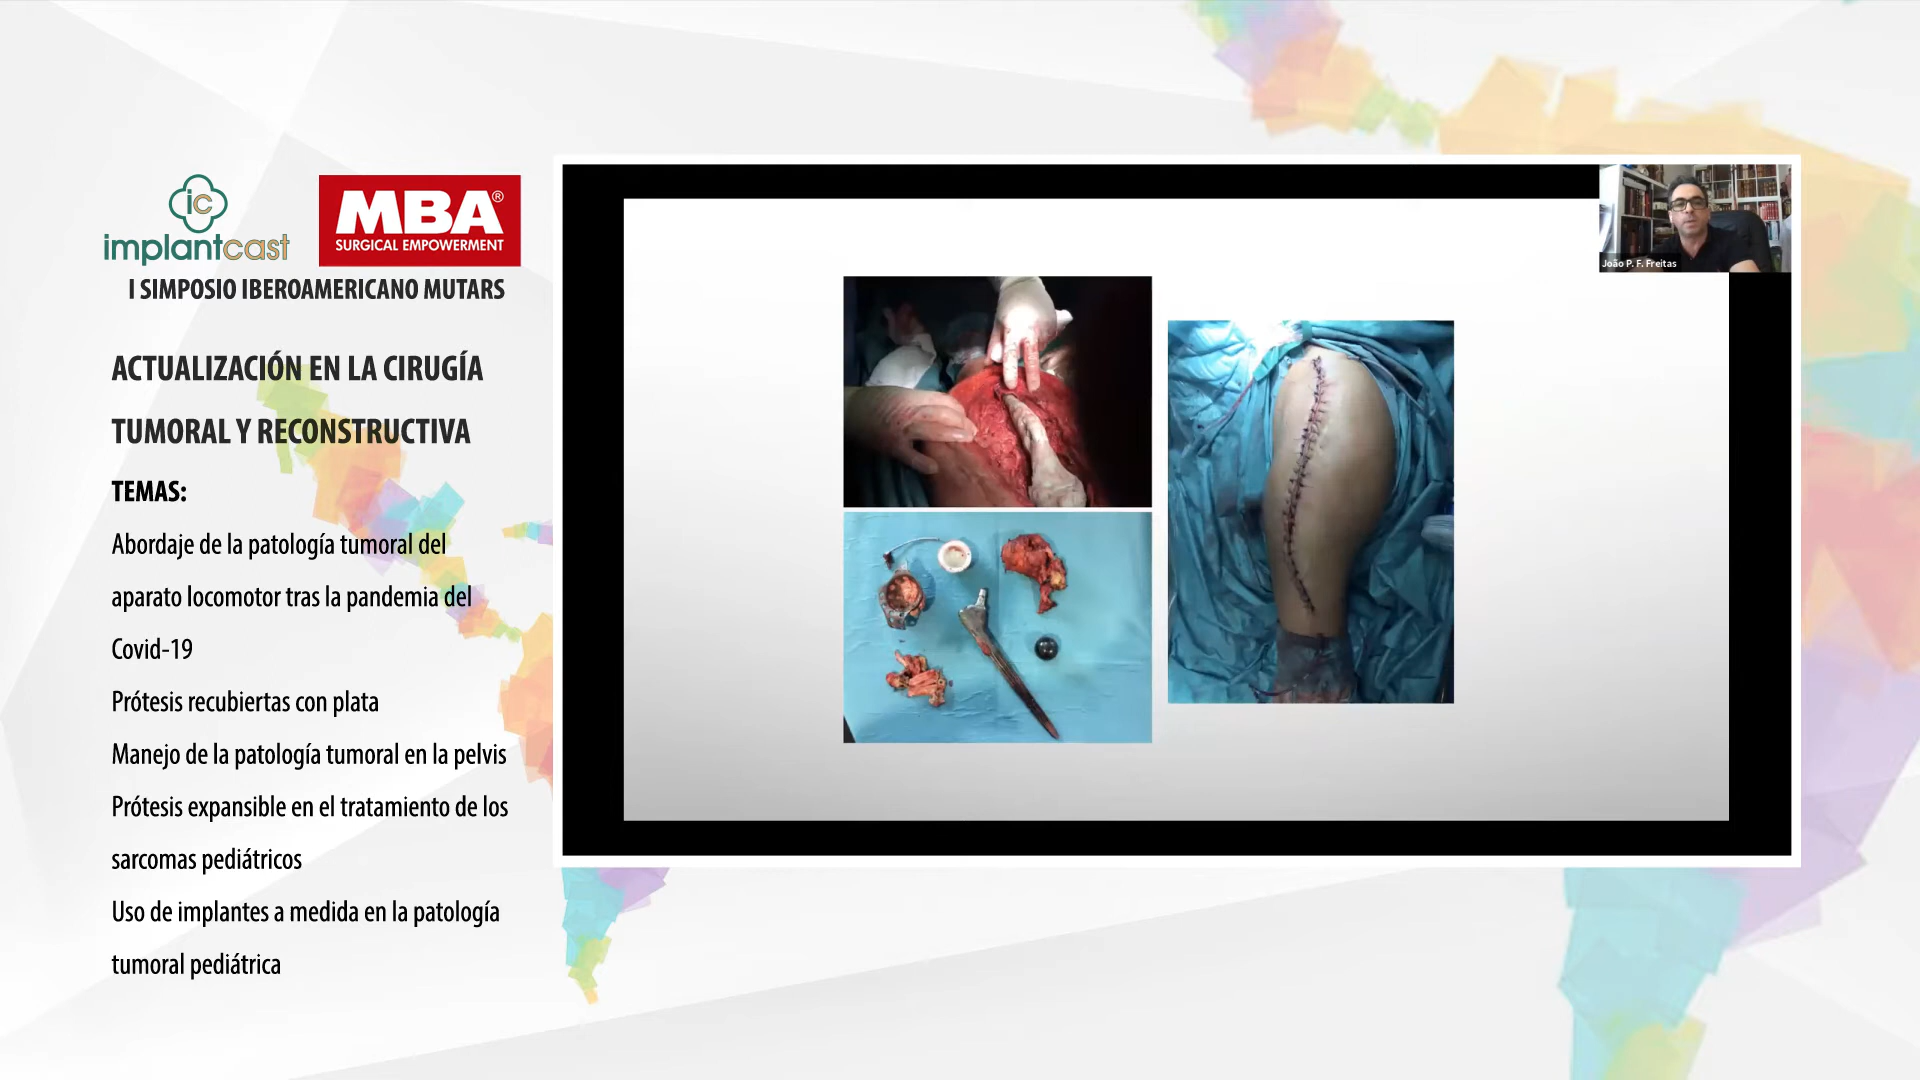 ic
implantcast
MBA®
SURGICAL EMPOWERMENT
I SIMPOSIO IBEROAMERICANO MUTARS
ACTUALIZACIÓN EN LA CIRUGÍA
TUMORAL Y RECONSTRUCTIVA
TEMAS:
Abordaje de la patología tumoral del
aparato locomotor tras la pandemia del
Covid-19
Prótesis recubiertas con plata
Manejo de la patología tumoral en la pelvis
Prótesis expansible en el tratamiento de los
sarcomas pediátricos
Uso de implantes a medida en la patología
tumoral pediátrica
João P. F. Freitas